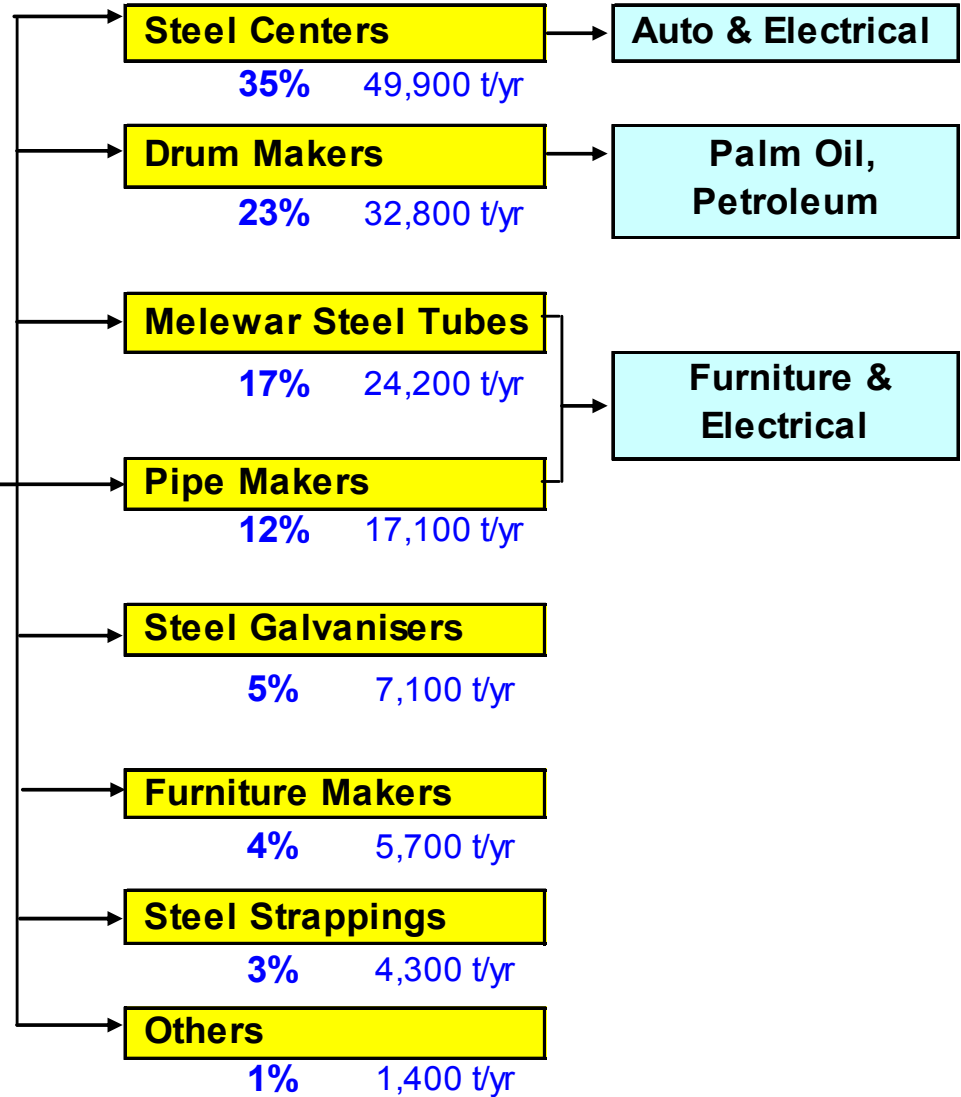 Steel Centers
Auto & Electrical
35% 49,900 t/yr
Drum Makers
Palm Oil,
Petroleum
23% 32,800 t/yr
Melewar Steel Tubes
17% 24,200 t/yr
Furniture &
Electrical
Pipe Makers
12% 17,100 t/yr
Steel Galvanisers
5% 7,100 t/yr
Furniture Makers
4% 5,700 t/yr
Steel Strappings
3% 4,300 t/yr
Others
1% 1,400 t/yr